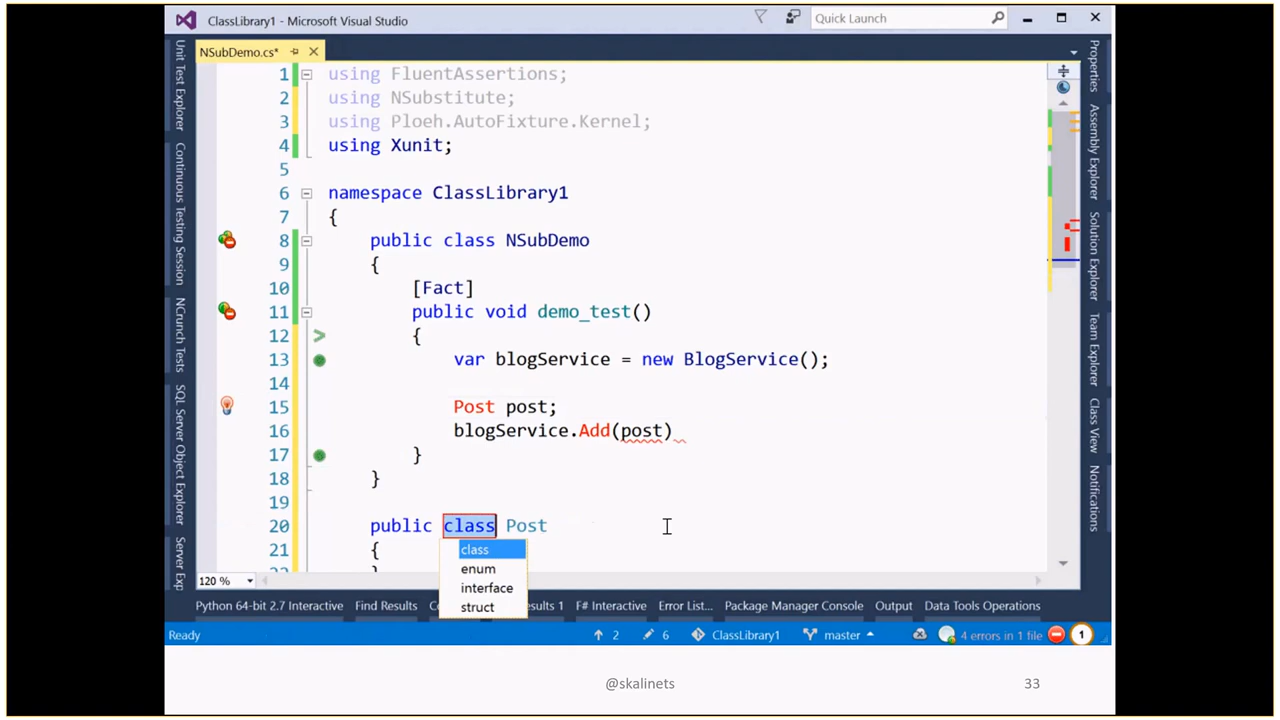 ClassLibrary1 - Microsoft Visual Studio
Quick Launch
NSubDemo.cs*
Unit Test Explorer
Continuous Testing Session
NCrunch Tests
SQL Server Object Explorer
Server Exp
1 using FluentAssertions;
2 using NSubstitute;
3 using Ploeh.AutoFixture.Kernel;
4 using Xunit;
5
6 namespace ClassLibrary1
7 {
8 public class NSubDemo
9 {
10 [Fact]
11 public void demo_test()
12 {
13 var blogService = new BlogService();
14
15 Post post;
16 blogService.Add(post)
17 }
18 }
19
20 public class Post
21 {
class
enum
interface
struct
Properties
Assembly Explorer
Solution Explorer
Team Explorer
Class View
Notifications
120 %
Python 64-bit 2.7 Interactive Find Results esults 1 F# Interactive Error List... Package Manager Console Output Data Tools Operations
Ready 2 6 ClassLibrary1 master 4 errors in 1 file 1
@skalinets 33